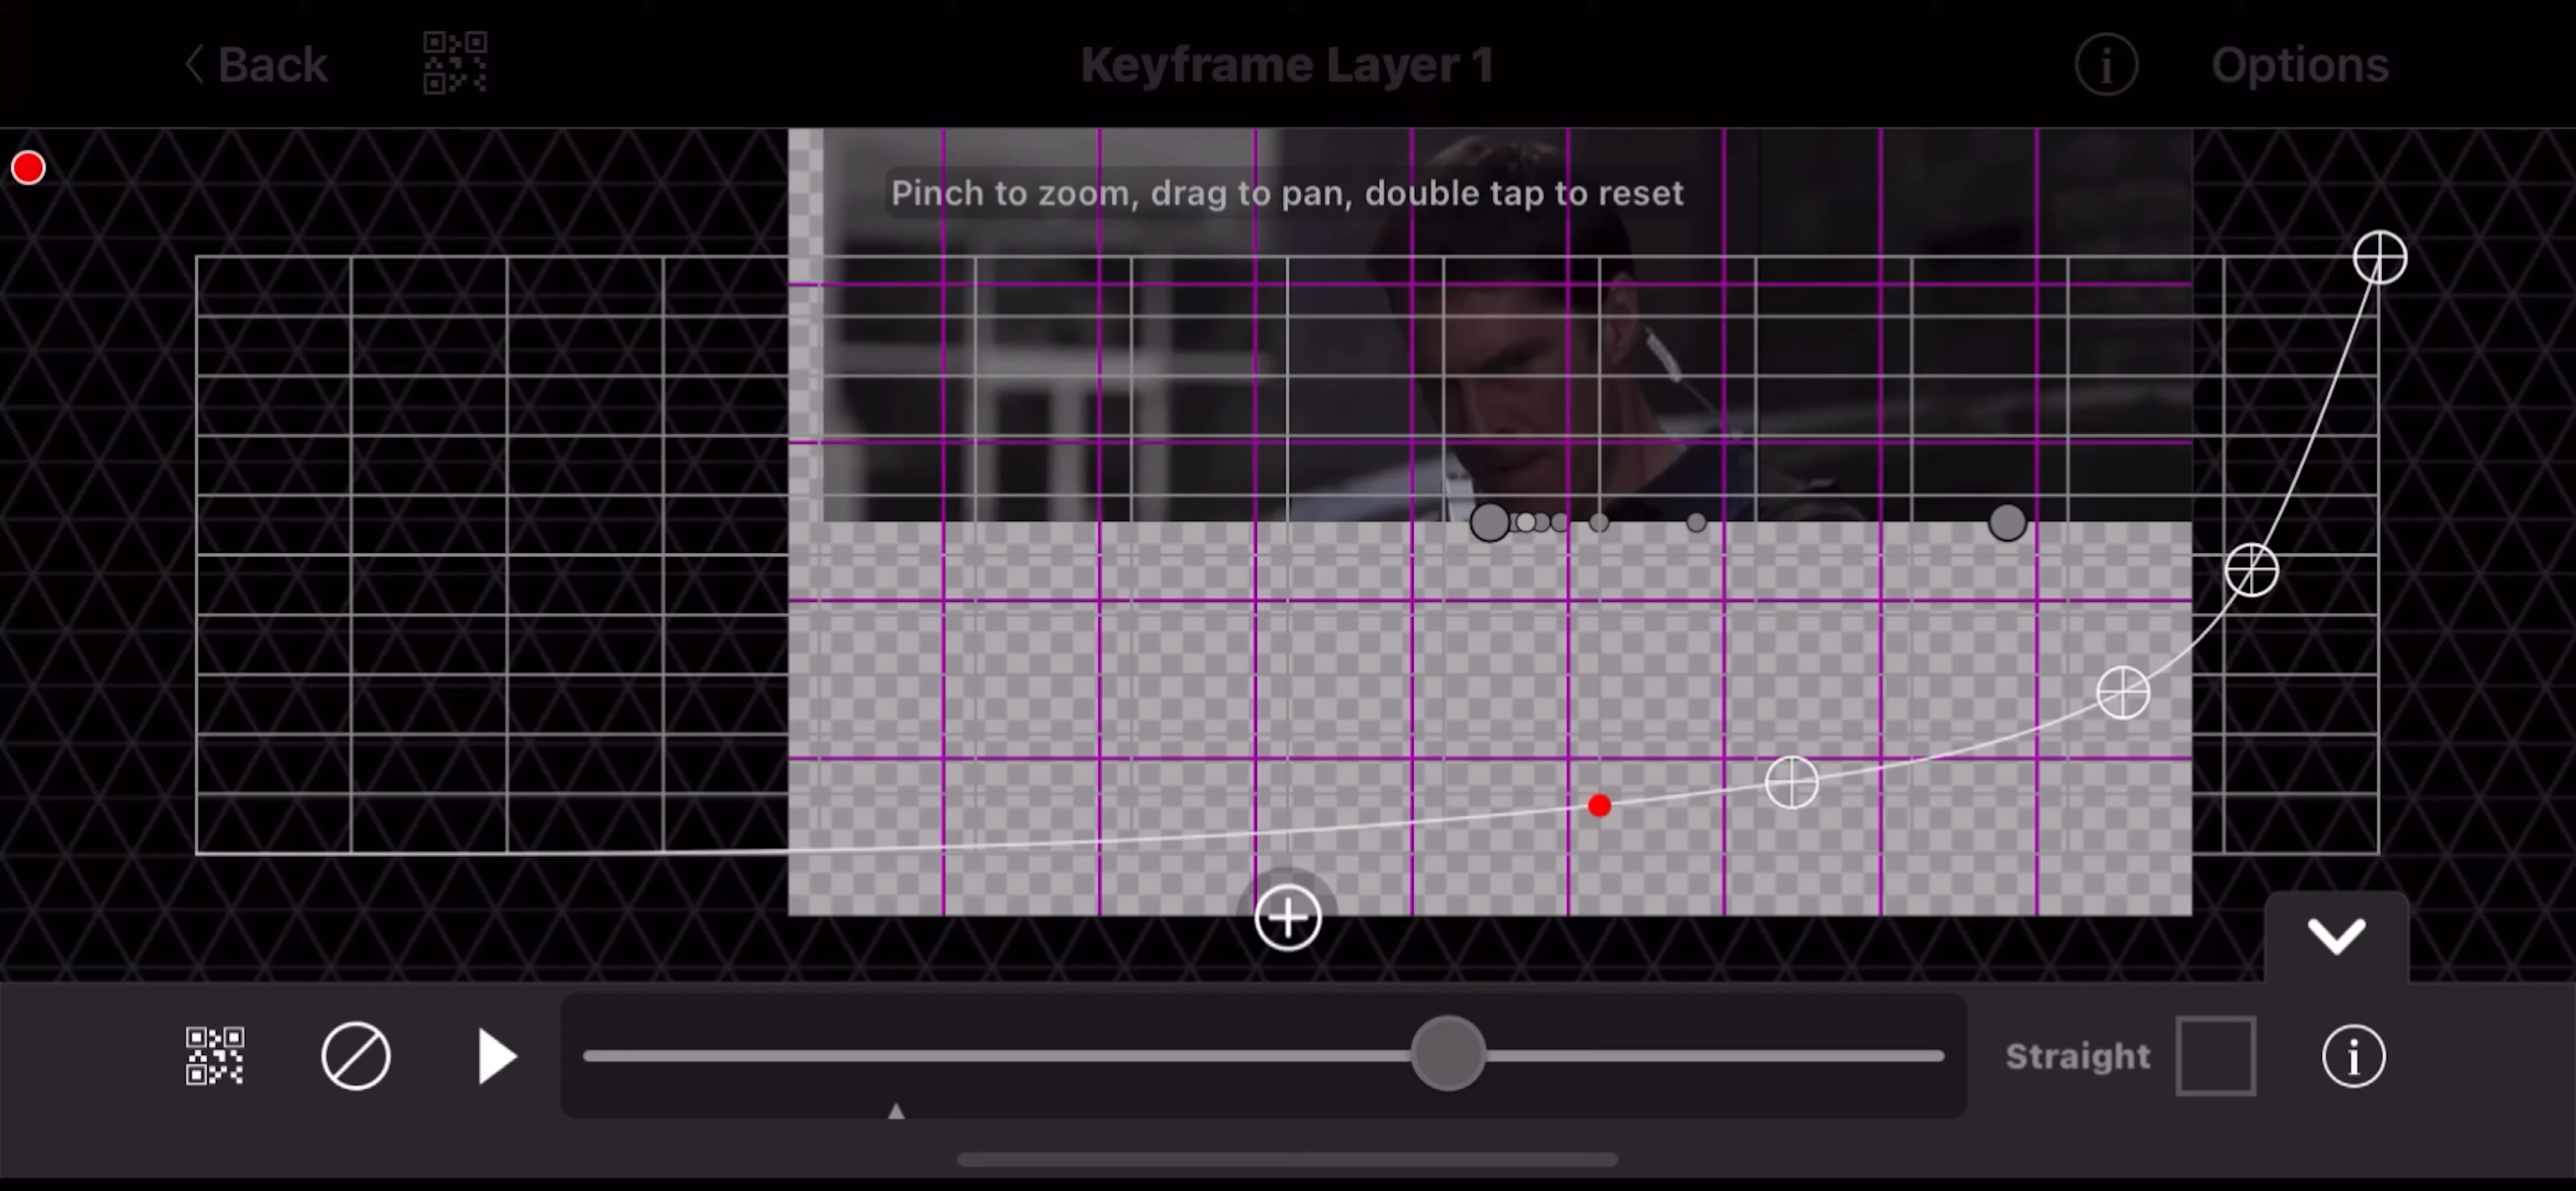 Back
Keyframe Layer 1
Options
Pinch to zoom, drag to pan, double tap to reset
Straight